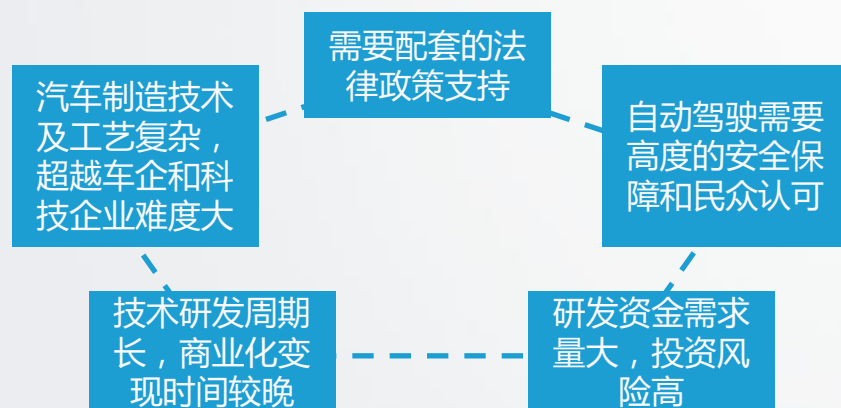 需要配套的法
律政策支持
汽车制造技术
及工艺复杂，
超越车企和科
技企业难度大
自动驾驶需要
高度的安全保
障和民众认可
技术研发周期
长，商业化变
现时间较晚
研发资金需求
量大，投资风
险高